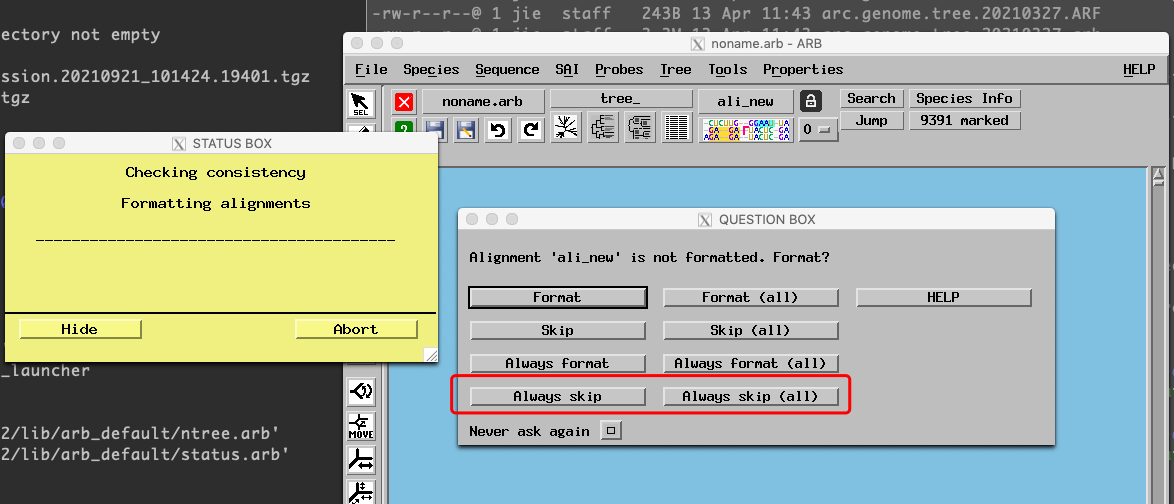 -rw-r--r--@ 1 jie  staff   243B 13 Apr 11:43 arc.genome.tree.20210327.ARF
ectory not empty
ssion.20210921_101424.19401.tgz
tgz
noname.arb - ARB
File Species Sequence SAI Probes Tree Tools Properties HELP
SEL
noname.arb tree_ ali_new Search Species Info
?
0 Jump 9391 marked
STATUS BOX
Checking consistency
Formatting alignments
Hide Abort
QUESTION BOX
Alignment 'ali_new' is not formatted. Format?
Format Format (all) HELP
Skip Skip (all)
Always format Always format (all)
Always skip Always skip (all)
Never ask again
_launcher
MOVE
2/lib/arb_default/ntree.arb'
2/lib/arb_default/status.arb'